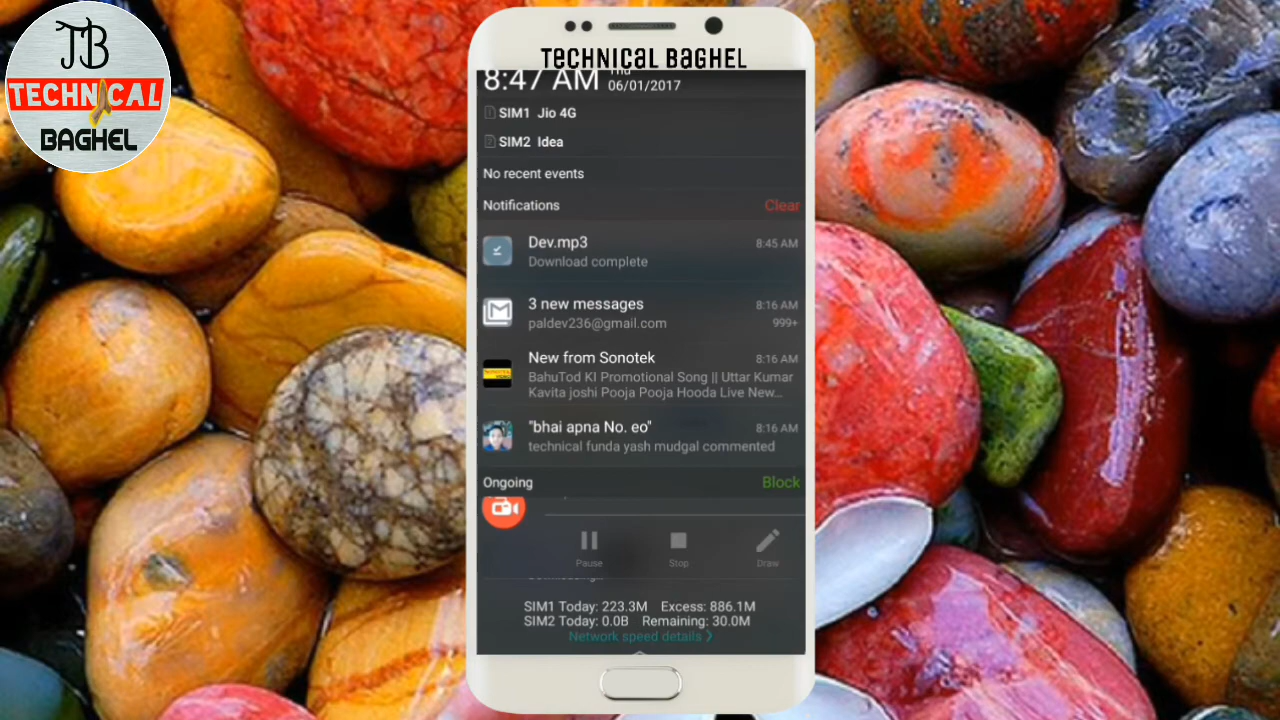 TB
TECHNICAL
BAGHEL
TECHNICAL BAGHEL
8:47 AM Thu
06/01/2017
SIM1 Jio 4G
SIM2 Idea
No recent events
Notifications
Clear
Dev.mp3
8:45 AM
Download complete
3 new messages
8:16 AM
paldev236@gmail.com
999+
New from Sonotek
8:16 AM
BahuTod KI Promotional Song || Uttar Kumar
Kavita joshi Pooja Pooja Hooda Live New...
"bhai apna No. eo"
8:16 AM
technical funda yash mudgal commented
Ongoing
Block
Pause
Stop
Draw
SIM1 Today: 223.3M Excess: 886.1M
SIM2 Today: 0.0B Remaining: 30.0M
Network speed details ❯